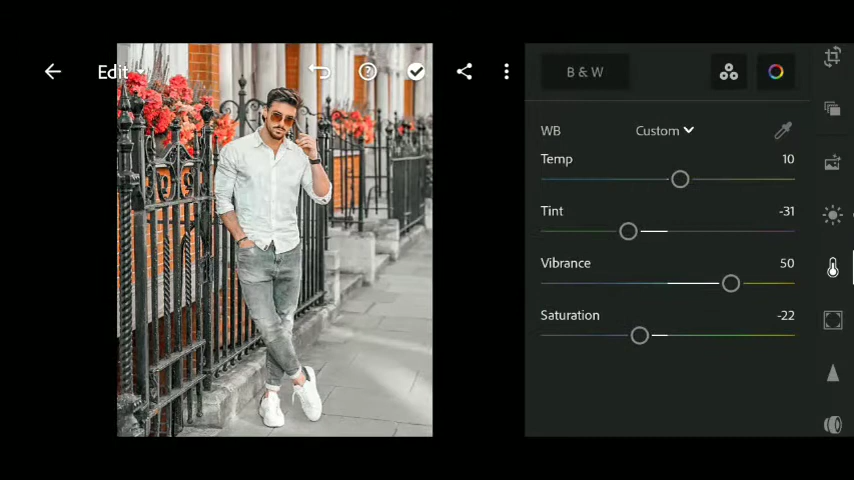 Edit
B & W
WB Custom
Temp 10
Tint -31
Vibrance 50
Saturation -22